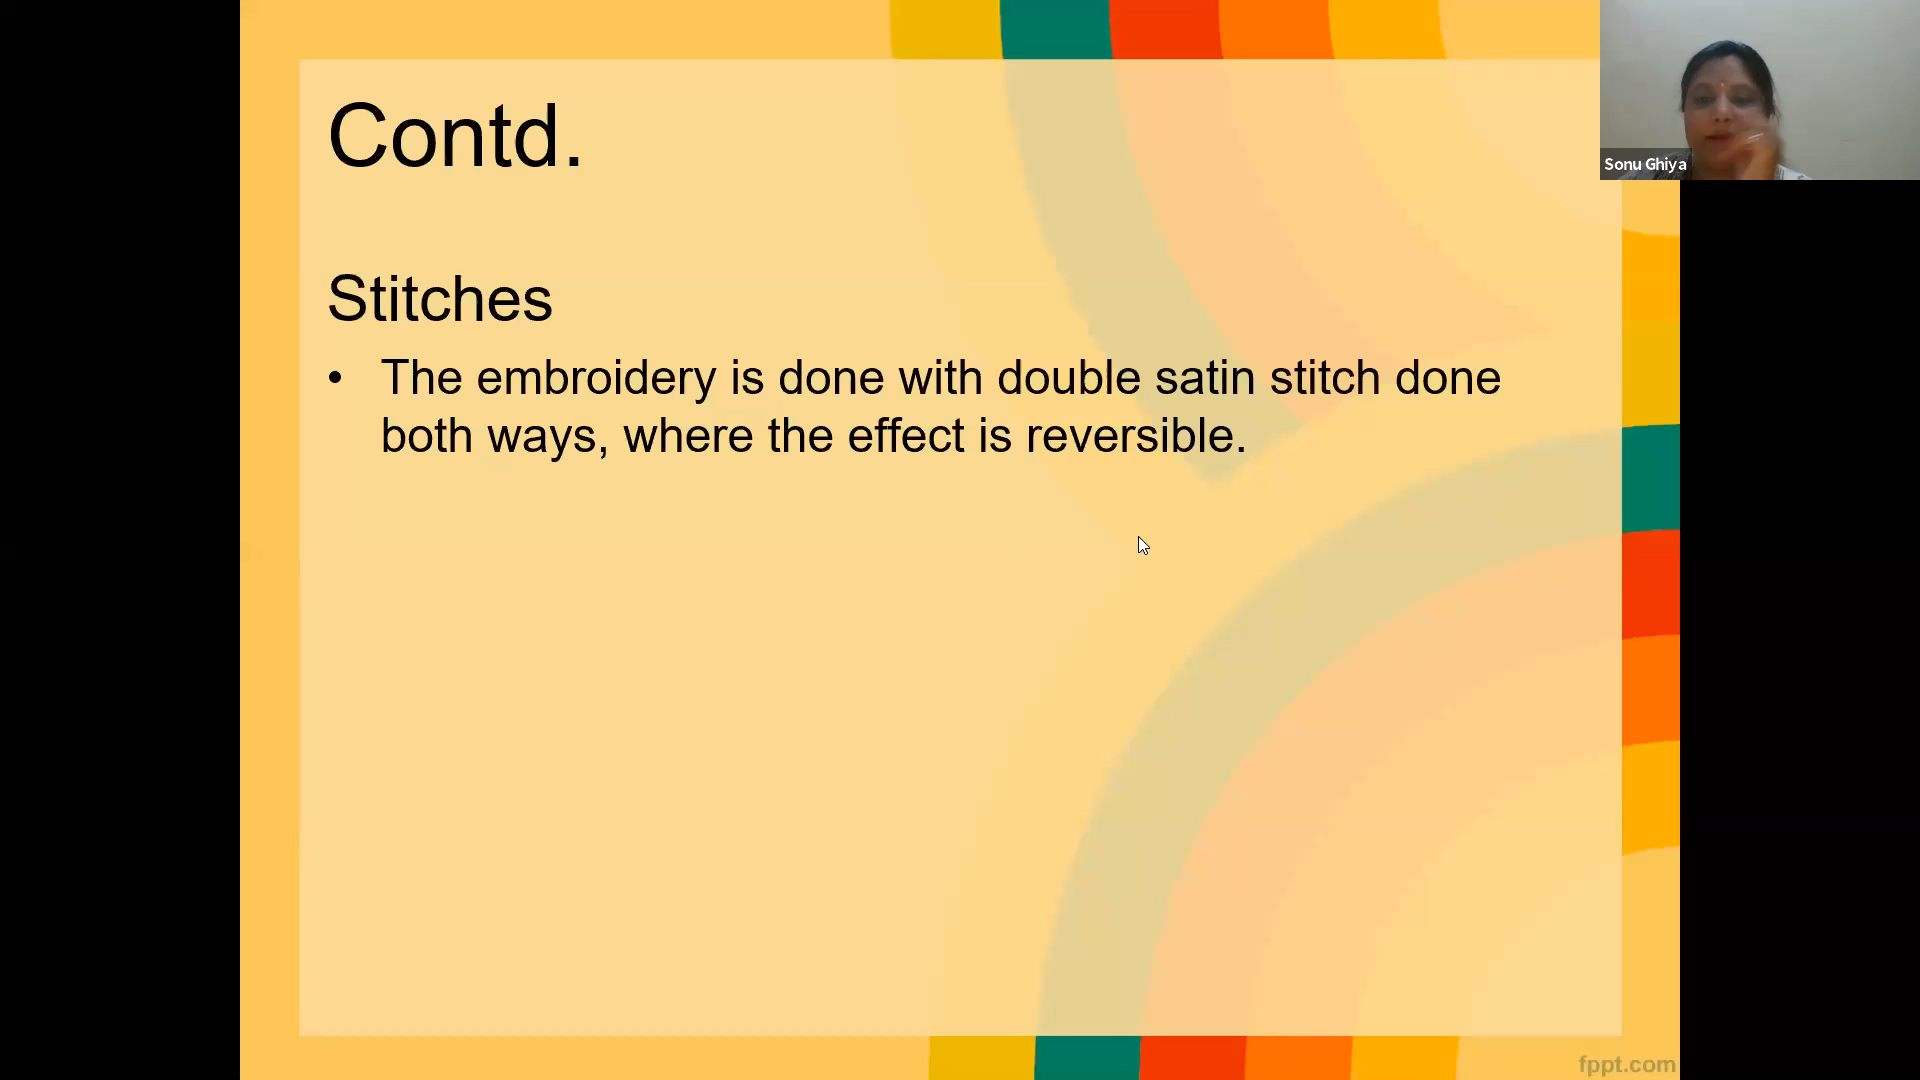 Contd.
Sonu Ghiya
Stitches
• The embroidery is done with double satin stitch done
both ways, where the effect is reversible.
fppt.com